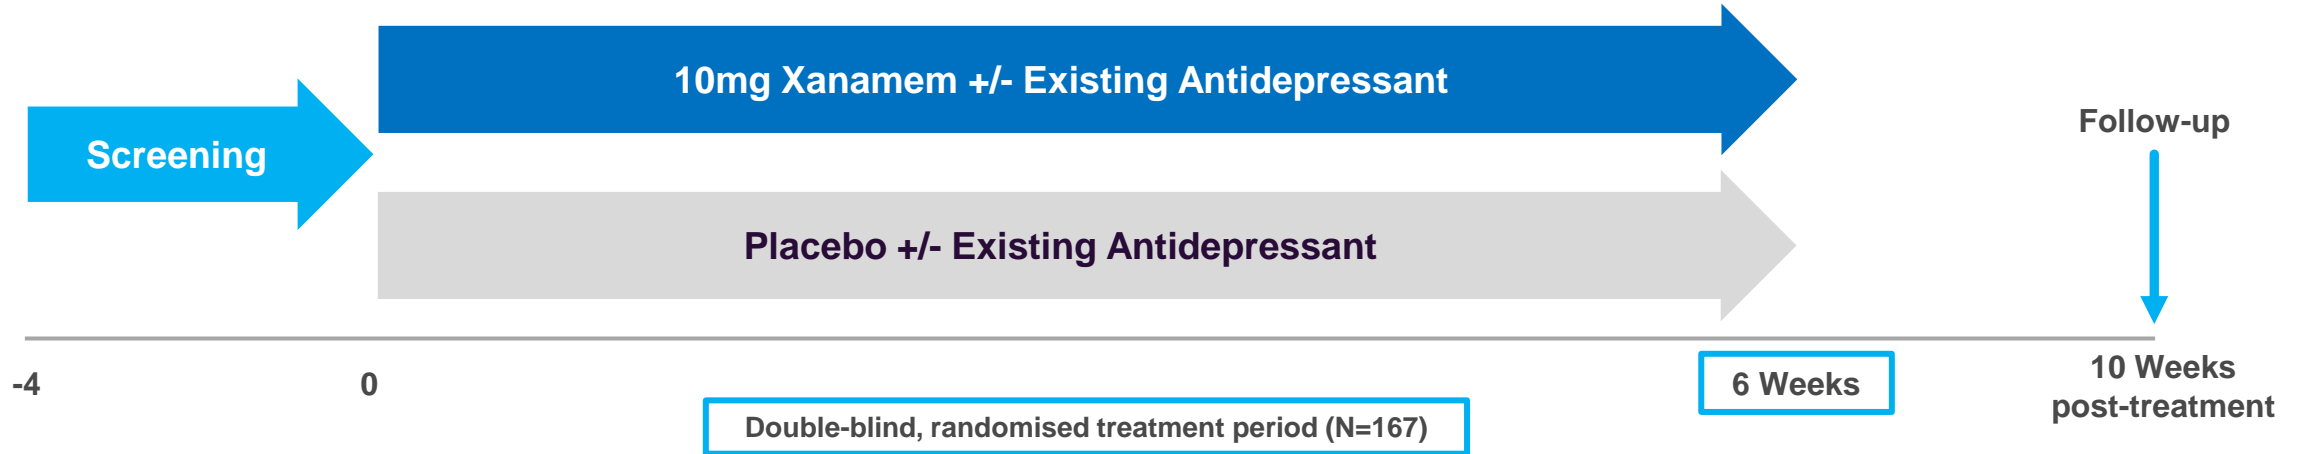 10mg Xanamem +/- Existing Antidepressant
Screening
Follow-up
Placebo +/- Existing Antidepressant
-4
0
6 Weeks
10 Weeks
post-treatment
Double-blind, randomised treatment period (N=167)